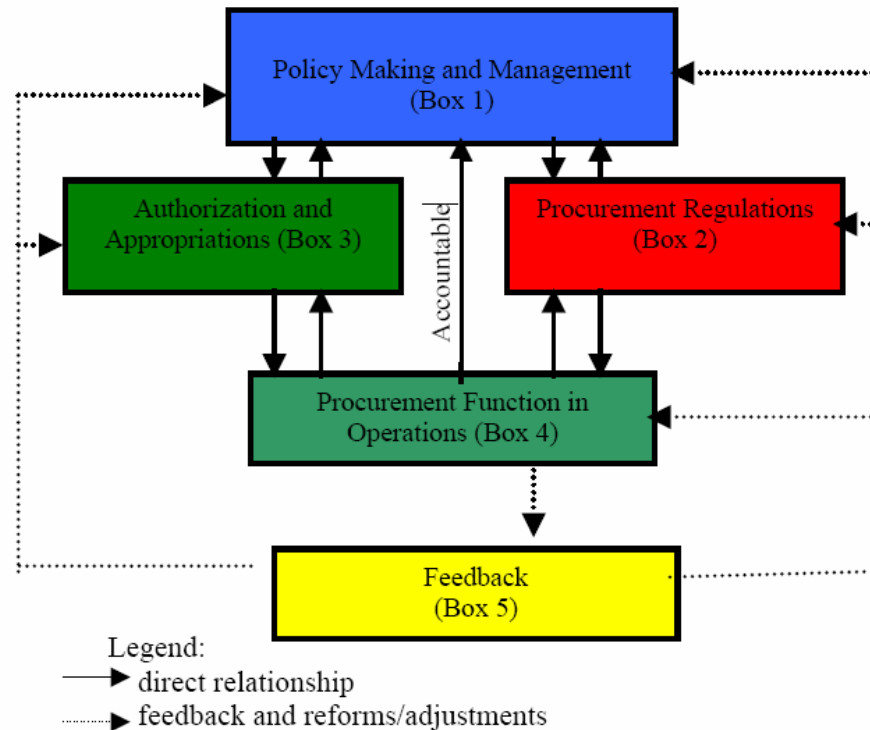 Policy Making and Management
(Box 1)
Authorization and
Appropriations (Box 3)
Accountable
Procurement Regulations
(Box 2)
Procurement Function in
Operations (Box 4)
Feedback
(Box 5)
Legend:
direct relationship
feedback and reforms/adjustments